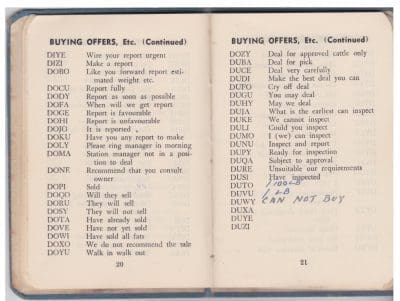 BUYING OFFERS, Etc. (Continued)
DIYE Wire your report urgent
DIZI Make a report
DOBO Like you forward report esti-
mated weight etc.
DOCU Report fully
DODY Report as soon as possible
DOFA When will we get report
DOGE Report is favourable
DOHI Report is unfavourable
DOJO It is reported
DOKU Have you any report to make
DOLY Please ring manager in morning
DOMA Station manager not in a posi-
tion to deal
DONE Recommend that you consult
owner
DOPI Sold
DOQO Will they sell
DORU They will sell
DOSY They will not sell
DOTA Have already sold
DOVE Have not yet sold
DOWI Have sold all fats
DOXO We do not recommend the sale
DOYU Walk in walk out
20
BUYING OFFERS, Etc. (Continued)
DOZY Deal for approved cattle only
DUBA Deal for pick
DUCE Deal very carefully
DUDI Make the best deal you can
DUFO Cry off deal
DUGU You may deal
DUHY May we deal
DUJA What is the earliest can inspect
DUKE We cannot inspect
DULI Could you inspect
DUMO I (we) can inspect
DUNU Inspect and report
DUPY Ready for inspection
DUQA Subject to approval
DURE Unsuitable our requirements
DUSI Have inspected
DUTO / 100 LB
DUVU / LB
DUWY CAN NOT BUY
DUXA
DUYE
DUZI
21